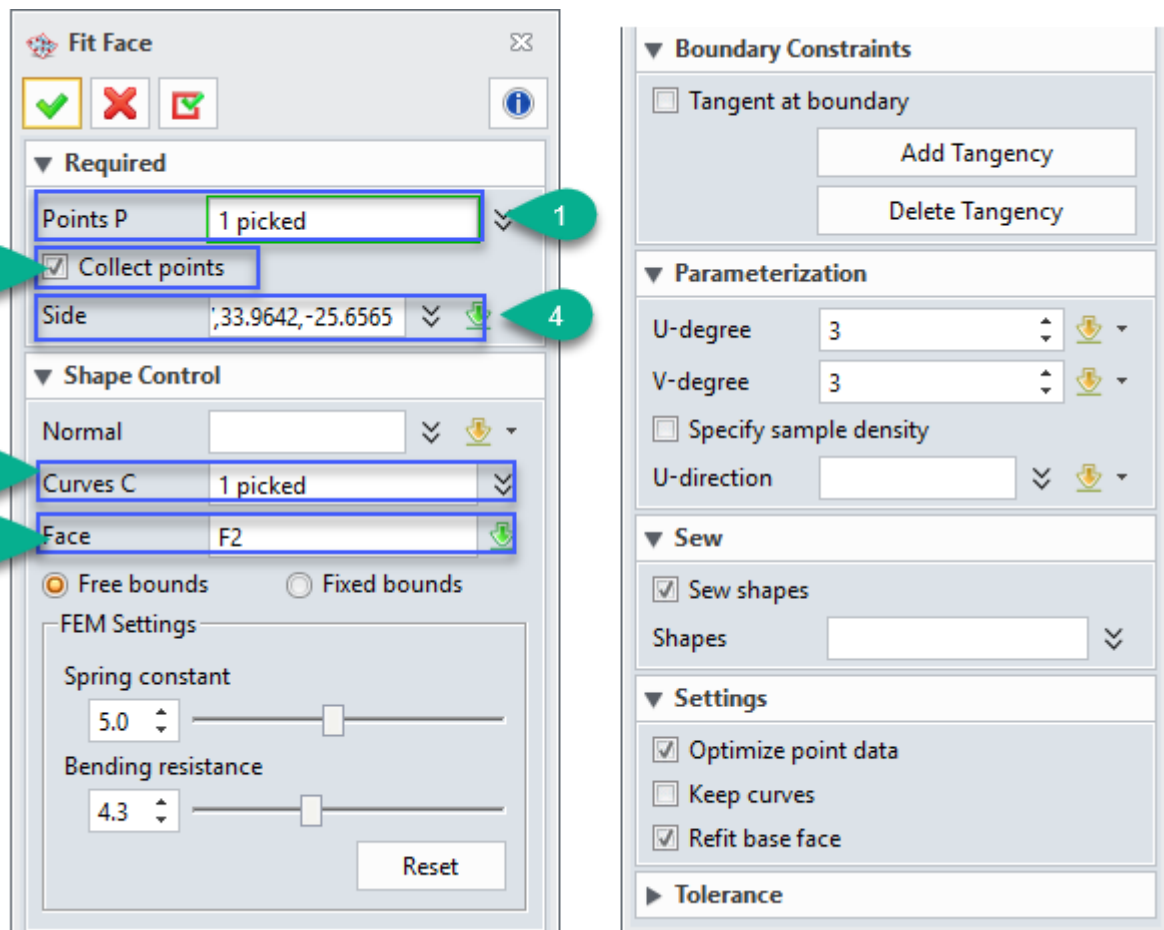 Fit Face
Required
Points P 1 picked 1
Collect points
Side ',33.9642,-25.6565 4
Shape Control
Normal
Curves C 1 picked
Face F2
Free bounds Fixed bounds
FEM Settings
Spring constant
5.0
Bending resistance
4.3
Reset
Boundary Constraints
Tangent at boundary
Add Tangency
Delete Tangency
Parameterization
U-degree 3
V-degree 3
Specify sample density
U-direction
Sew
Sew shapes
Shapes
Settings
Optimize point data
Keep curves
Refit base face
Tolerance